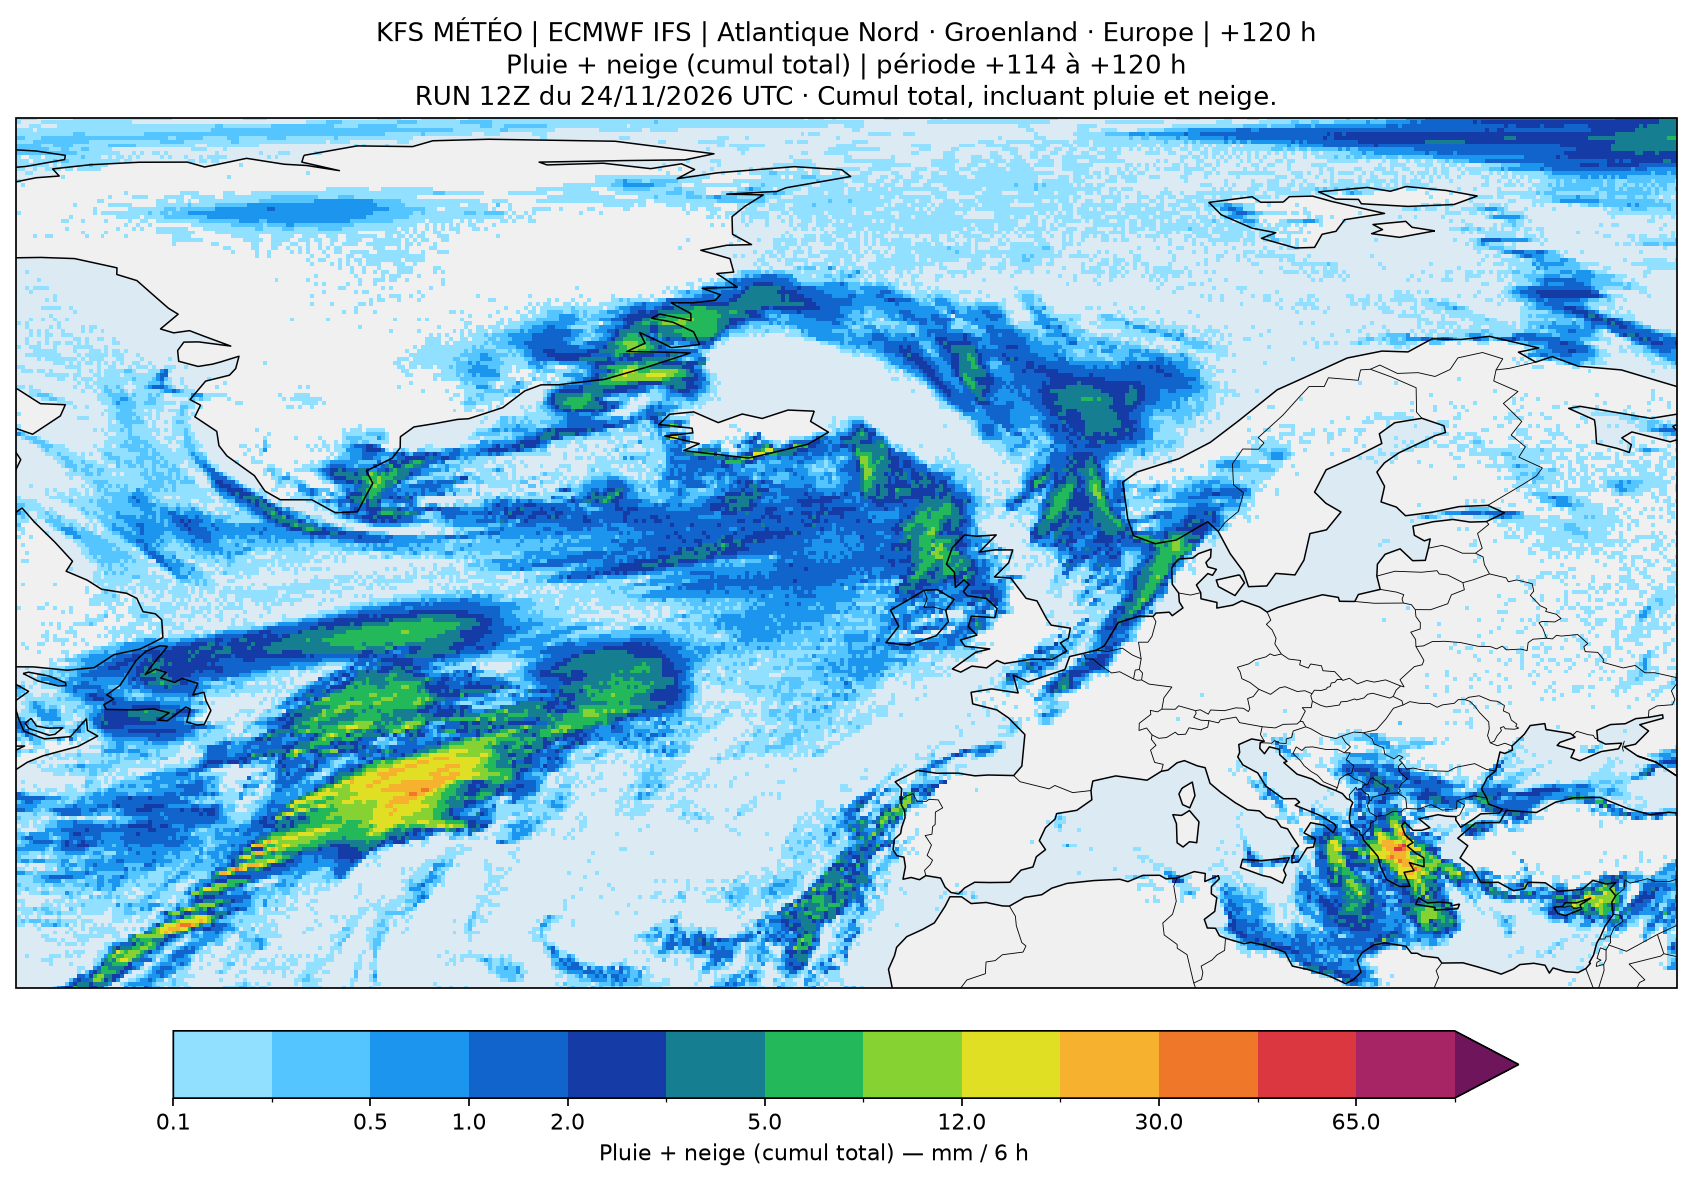 KFS MÉTÉO | ECMWF IFS | Atlantique Nord · Groenland · Europe | +120 h
Pluie + neige (cumul total) | période +114 à +120 h
RUN 12Z du 24/11/2026 UTC · Cumul total, incluant pluie et neige.
0.1 0.5 1.0 2.0 5.0 12.0 30.0 65.0
Pluie + neige (cumul total) — mm / 6 h